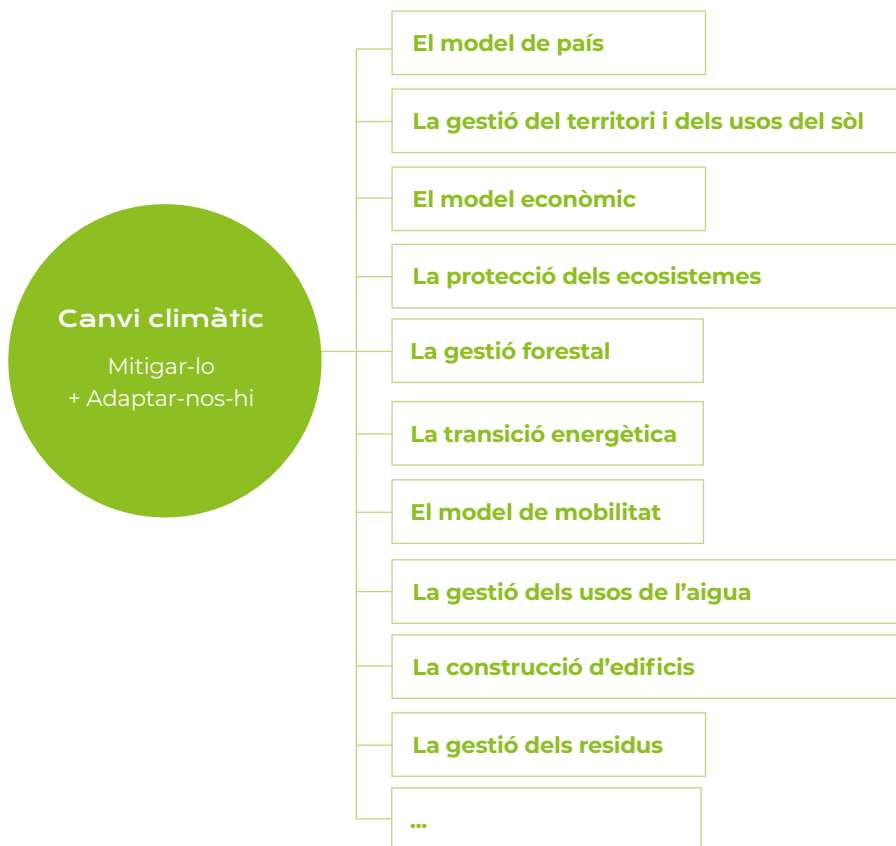 Canvi climàtic
Mitigar-lo
+ Adaptar-nos-hi
El model de país
La gestió del territori i dels usos del sòl
El model econòmic
La protecció dels ecosistemes
La gestió forestal
La transició energètica
El model de mobilitat
La gestió dels usos de l’aigua
La construcció d’edificis
La gestió dels residus
...